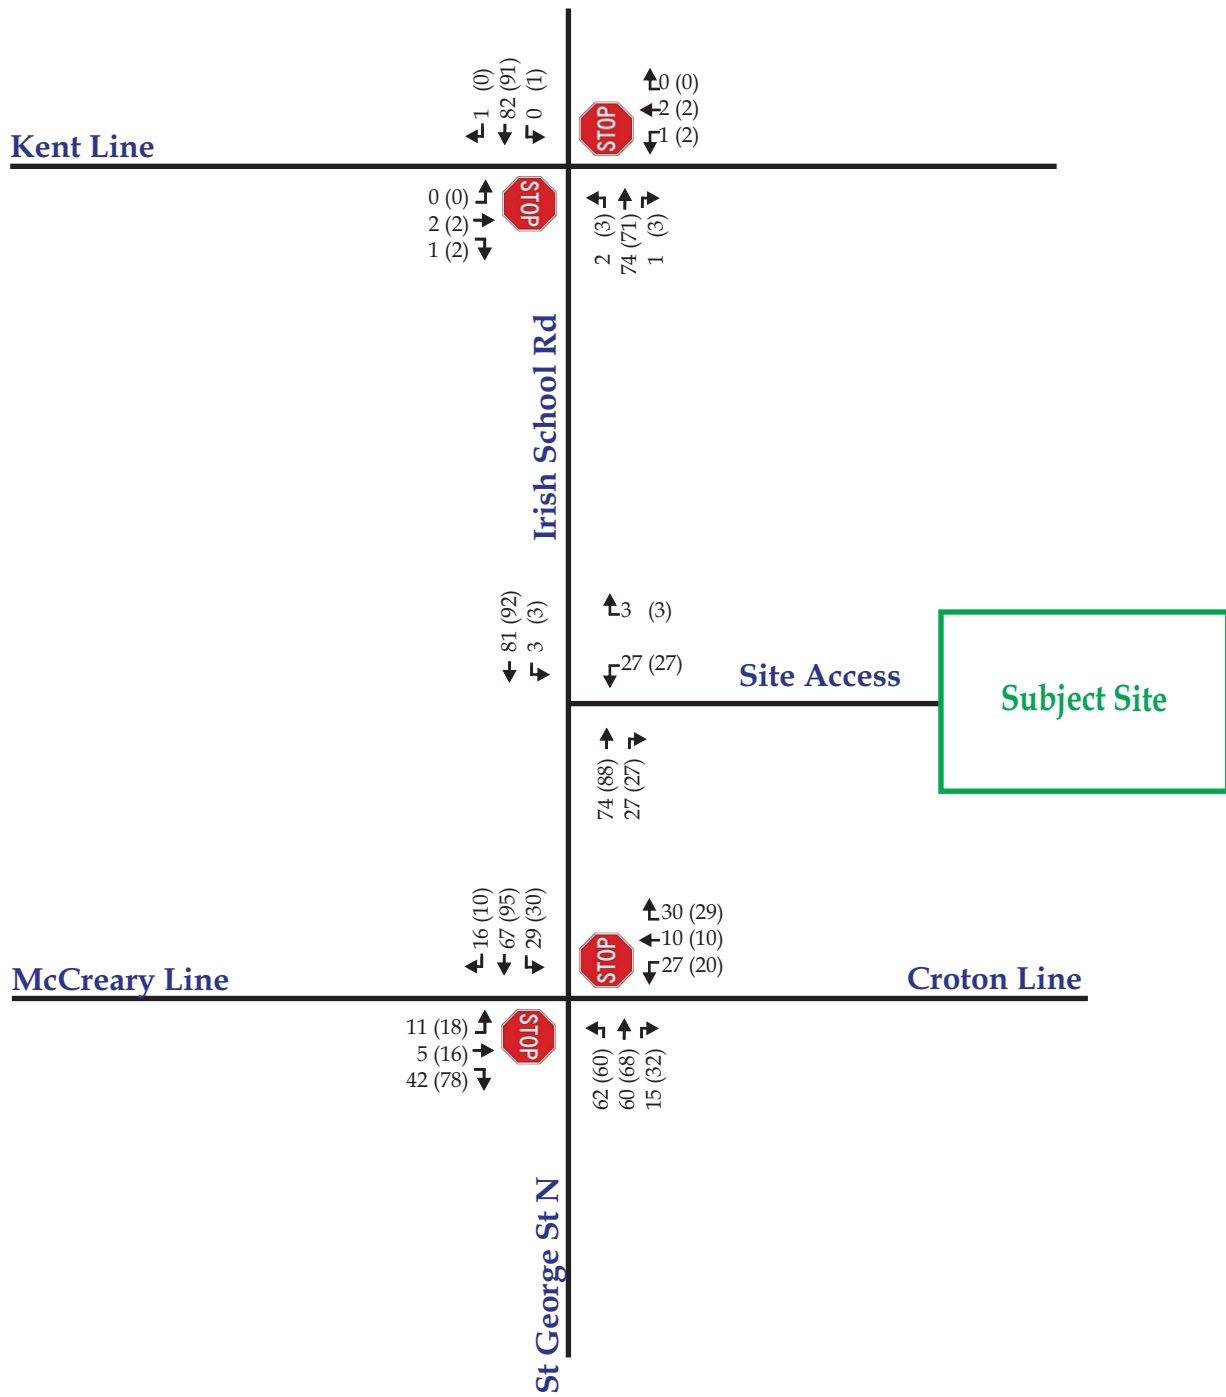 1 (0)
82 (91)
0 (1)
STOP
0 (0)
2 (2)
1 (2)
Kent Line
0 (0)
2 (2)
1 (2)
STOP
2 (3)
74 (71)
1 (3)
Irish School Rd
81 (92)
3 (3)
3 (3)
27 (27)
Site Access
Subject Site
74 (88)
27 (27)
16 (10)
67 (95)
29 (30)
STOP
30 (29)
10 (10)
27 (20)
McCreary Line
Croton Line
11 (18)
5 (16)
42 (78)
STOP
62 (60)
60 (68)
15 (32)
St George St N